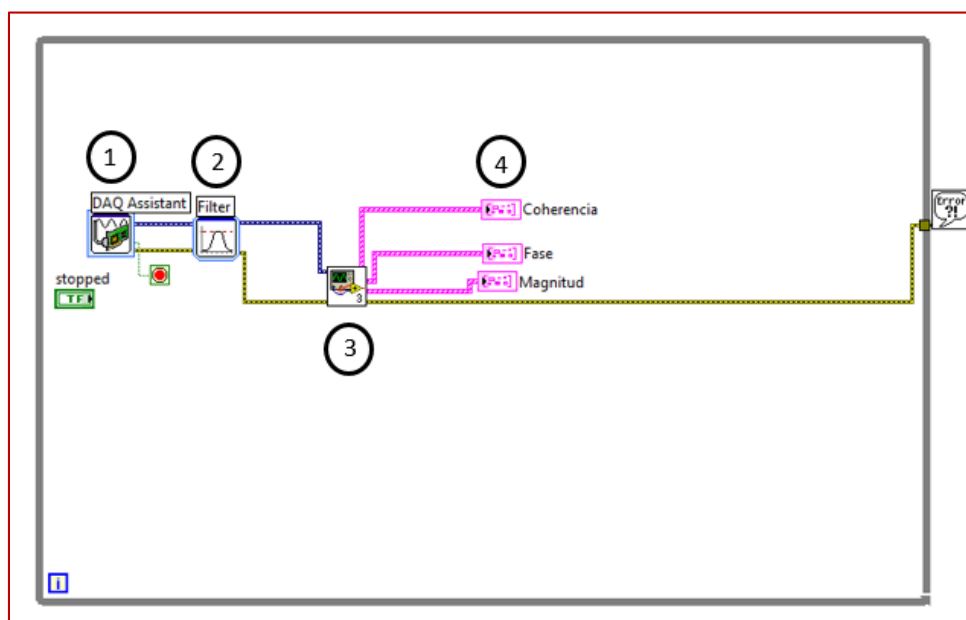 1
2
4
DAQ Assistant
Filter
Coherencia
Error
?!
Fase
stopped
TF
Magnitud
3
3
i